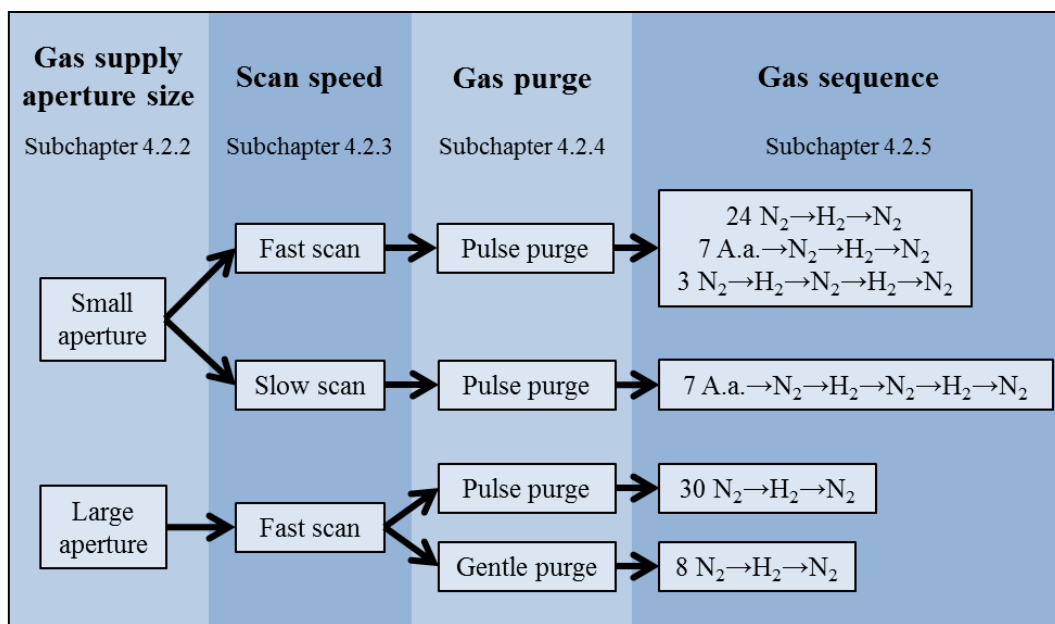 Gas supply
aperture size
Scan speed
Gas purge
Gas sequence
Subchapter 4.2.2
Subchapter 4.2.3
Subchapter 4.2.4
Subchapter 4.2.5
Small
aperture
Fast scan
Pulse purge
24 N₂→H₂→N₂
7 A.a.→N₂→H₂→N₂
3 N₂→H₂→N₂→H₂→N₂
Slow scan
Pulse purge
7 A.a.→N₂→H₂→N₂→H₂→N₂
Large
aperture
Fast scan
Pulse purge
30 N₂→H₂→N₂
Gentle purge
8 N₂→H₂→N₂